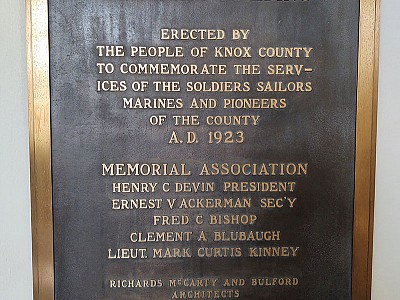 ERECTED BY
THE PEOPLE OF KNOX COUNTY
TO COMMEMORATE THE SERV-
ICES OF THE SOLDIERS SAILORS
MARINES AND PIONEERS
OF THE COUNTY
A.D. 1923
MEMORIAL ASSOCIATION
HENRY C DEVIN PRESIDENT
ERNEST V ACKERMAN SEC'Y
FRED C BISHOP
CLEMENT A BLUBAUGH
LIEUT. MARK CURTIS KINNEY
RICHARDS MCCARTY AND BULFORD
ARCHITECTS